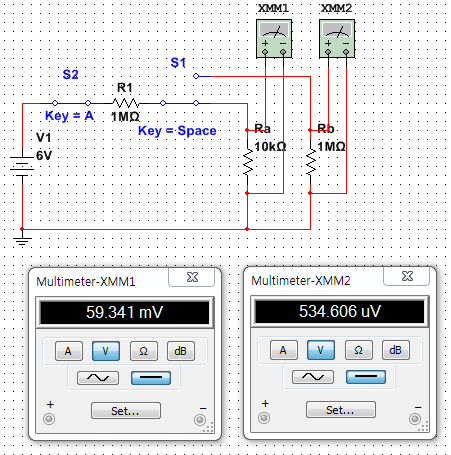 XMM1 XMM2
S1
S2
R1
Key = A
1MΩ
Key = Space
Ra Rb
V1
10kΩ 1MΩ
6V
Multimeter-XMM1
59.341 mV
A V Ω dB
Set...
+ −
Multimeter-XMM2
534.606 uV
A V Ω dB
Set...
+ −